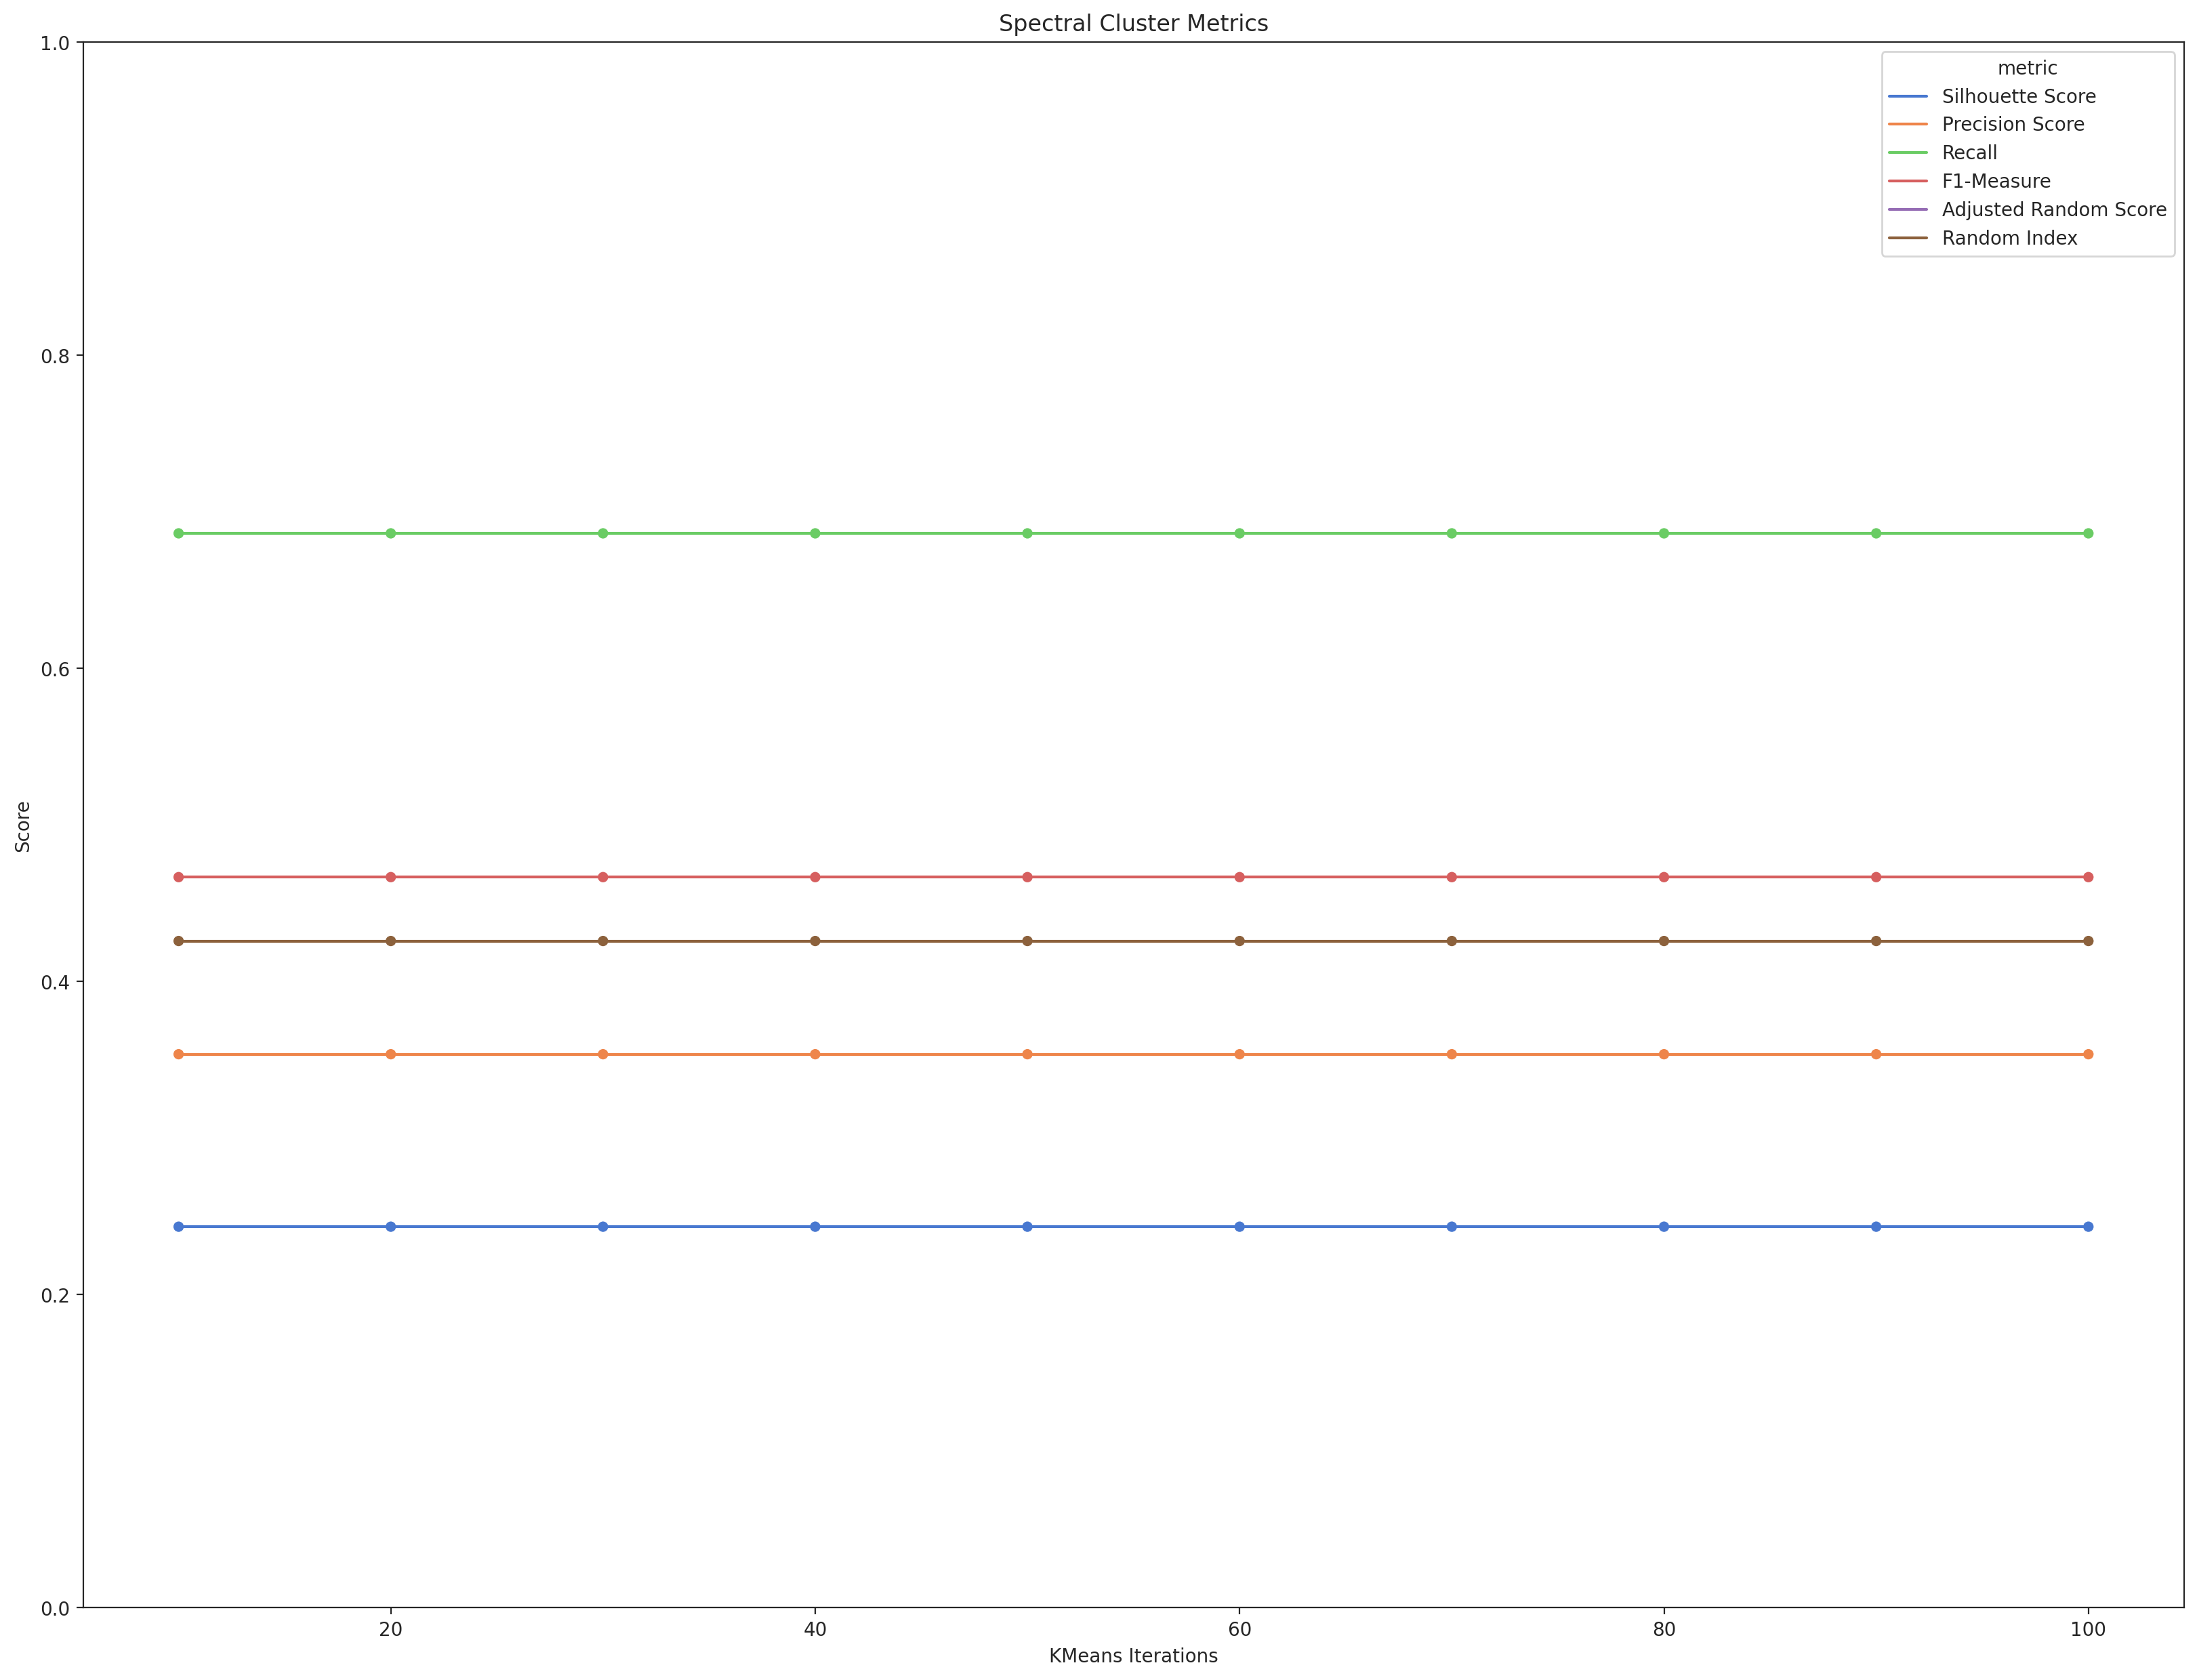 Spectral Cluster Metrics
1.0
0.8
0.6
0.4
0.2
0.0
Score
metric
Silhouette Score
Precision Score
Recall
F1-Measure
Adjusted Random Score
Random Index
20 40 60 80 100
KMeans Iterations